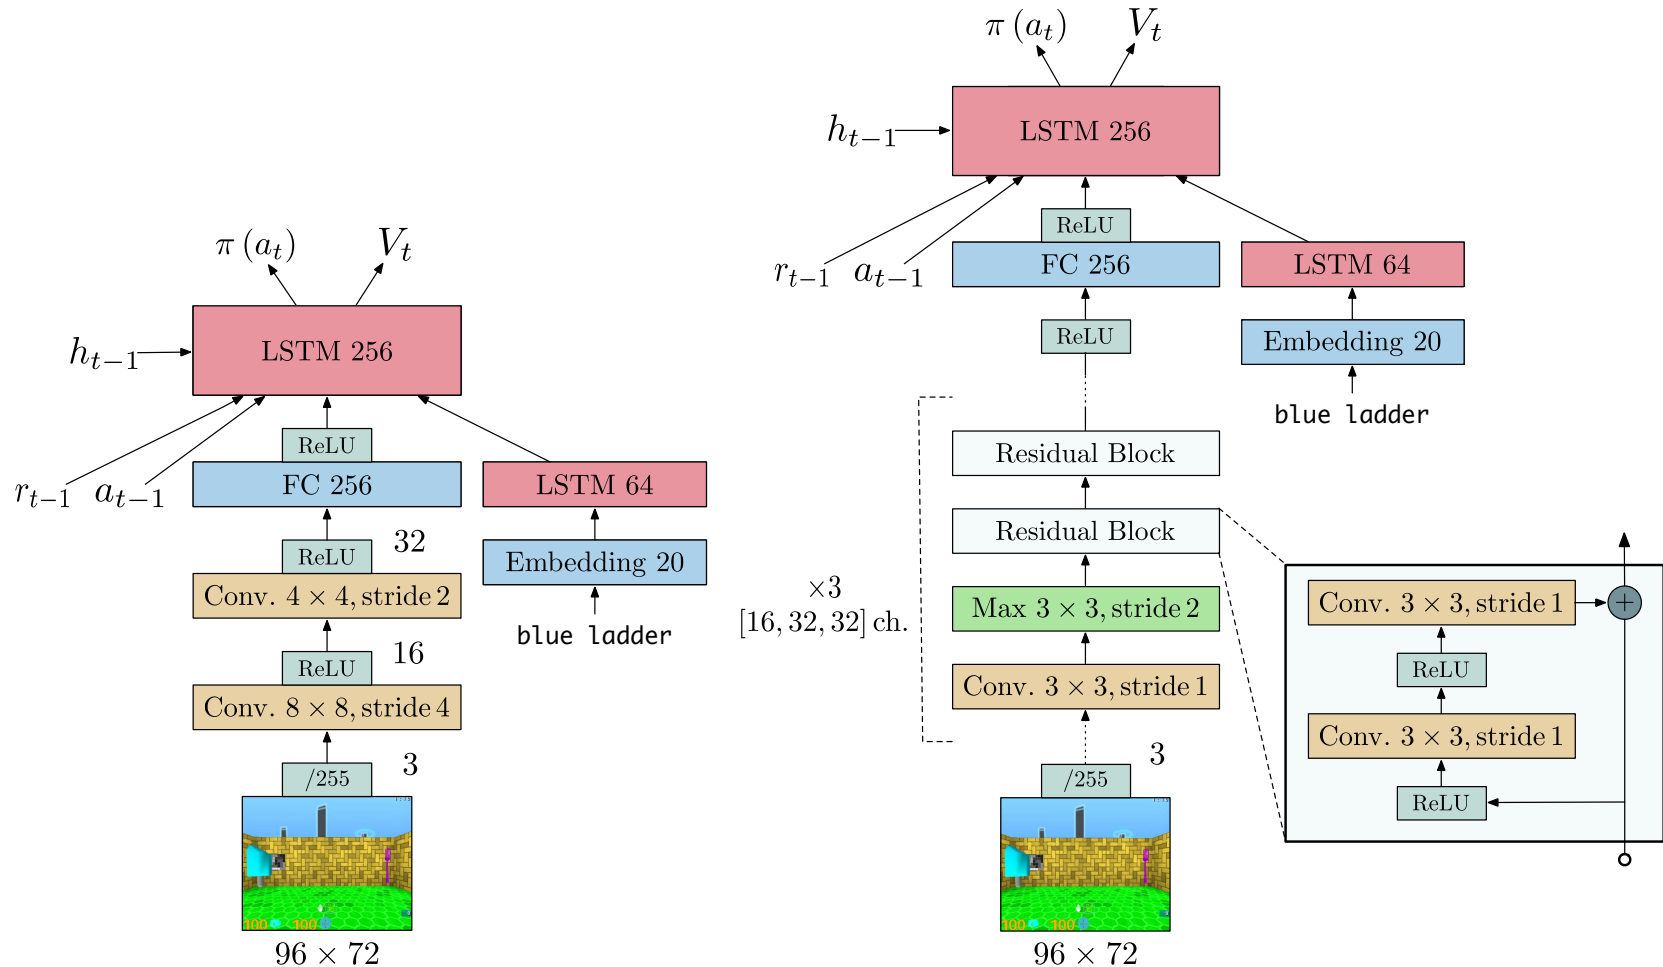 π (a_t) V_t
LSTM 256
h_{t−1}
r_{t−1} a_{t−1}
ReLU
FC 256
LSTM 64
ReLU 32
Embedding 20
Conv. 4 × 4, stride 2
blue ladder
ReLU 16
Conv. 8 × 8, stride 4
/255 3
100 100
96 × 72
π (a_t) V_t
LSTM 256
h_{t−1}
r_{t−1} a_{t−1}
ReLU
FC 256
LSTM 64
ReLU
Embedding 20
blue ladder
Residual Block
Residual Block
×3
[16, 32, 32] ch.
Max 3 × 3, stride 2
Conv. 3 × 3, stride 1
/255 3
100 100
96 × 72
Conv. 3 × 3, stride 1
+
ReLU
Conv. 3 × 3, stride 1
ReLU